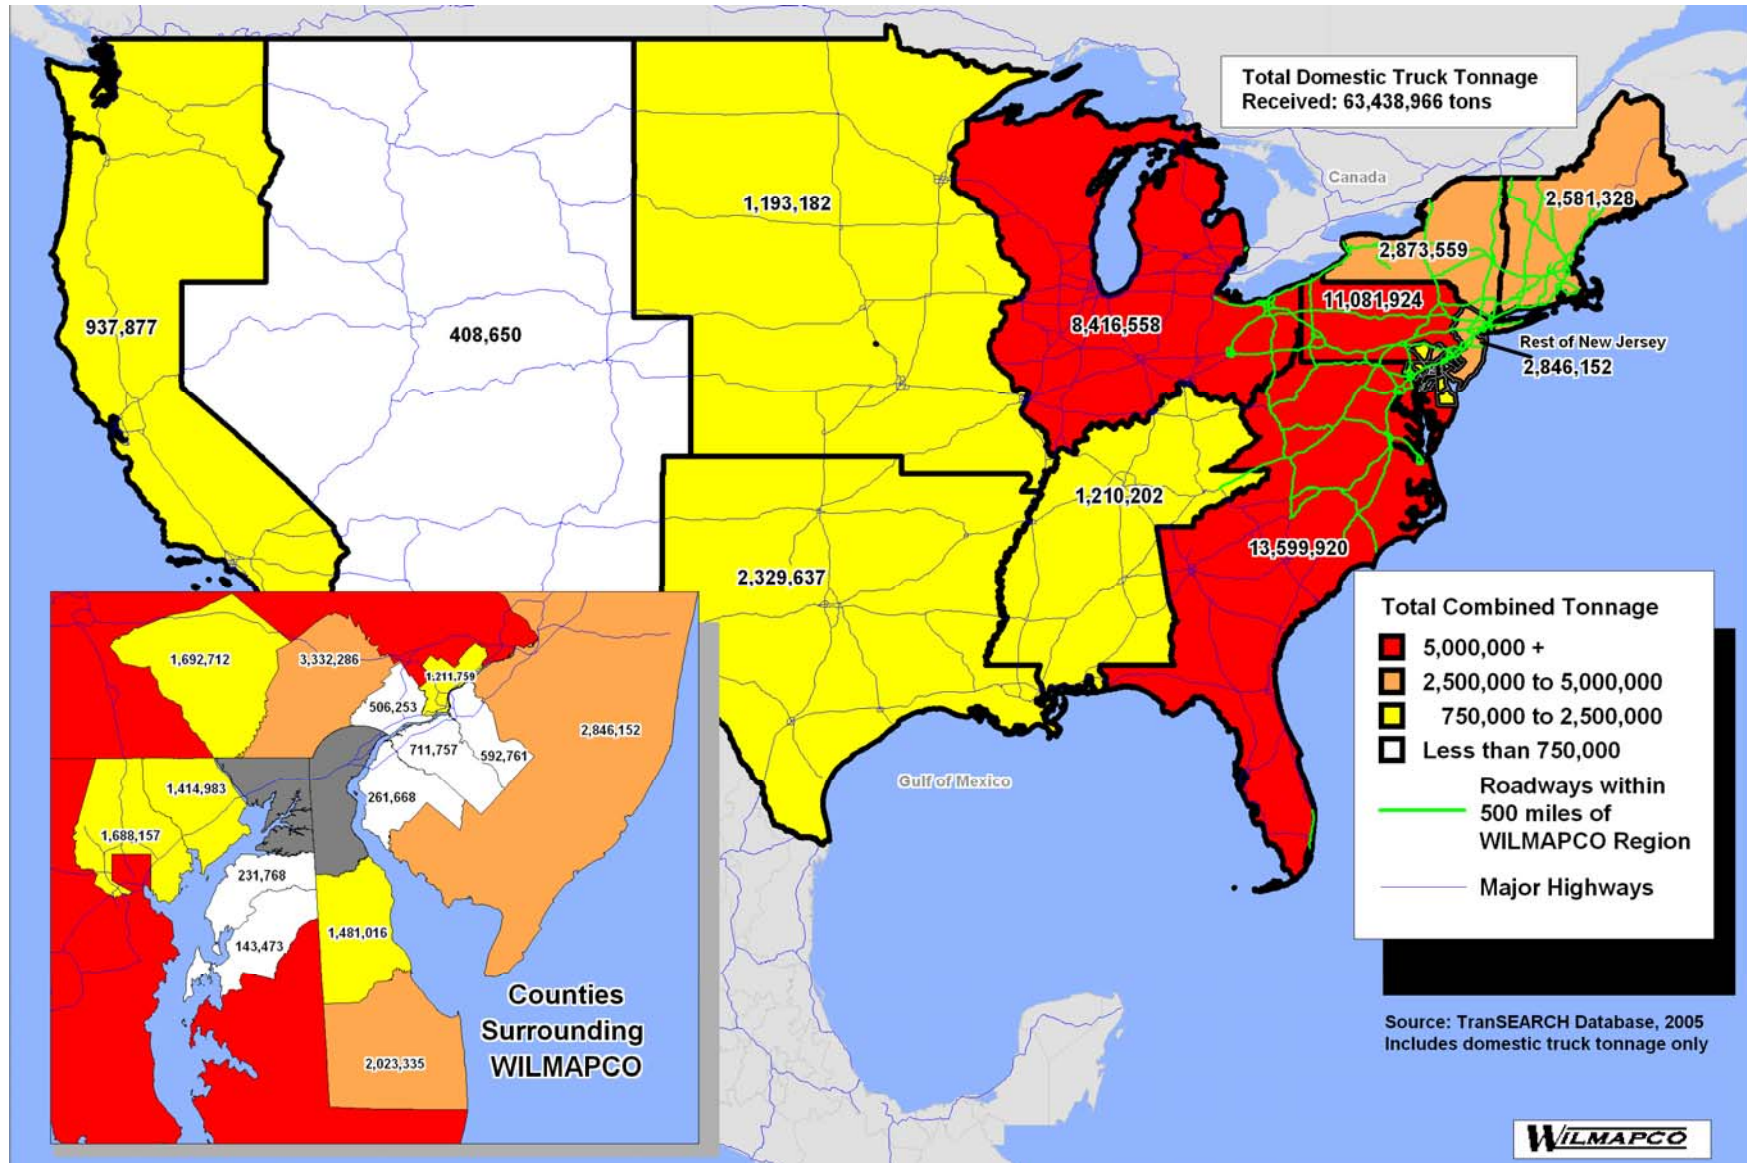 Total Domestic Truck Tonnage
Received: 63,438,966 tons
Canada
2,581,328
1,193,182
2,873,559
11,081,924
937,877
408,650
8,416,558
Rest of New Jersey
2,846,152
1,210,202
13,599,920
2,329,637
Gulf of Mexico
Total Combined Tonnage
5,000,000 +
2,500,000 to 5,000,000
750,000 to 2,500,000
Less than 750,000
Roadways within
500 miles of
WILMAPCO Region
Major Highways
1,692,712
3,332,286
1,211,759
506,253
2,846,152
711,757
592,761
1,414,983
261,668
1,688,157
231,768
1,481,016
143,473
2,023,335
Counties
Surrounding
WILMAPCO
Source: TranSEARCH Database, 2005
Includes domestic truck tonnage only
WILMAPCO